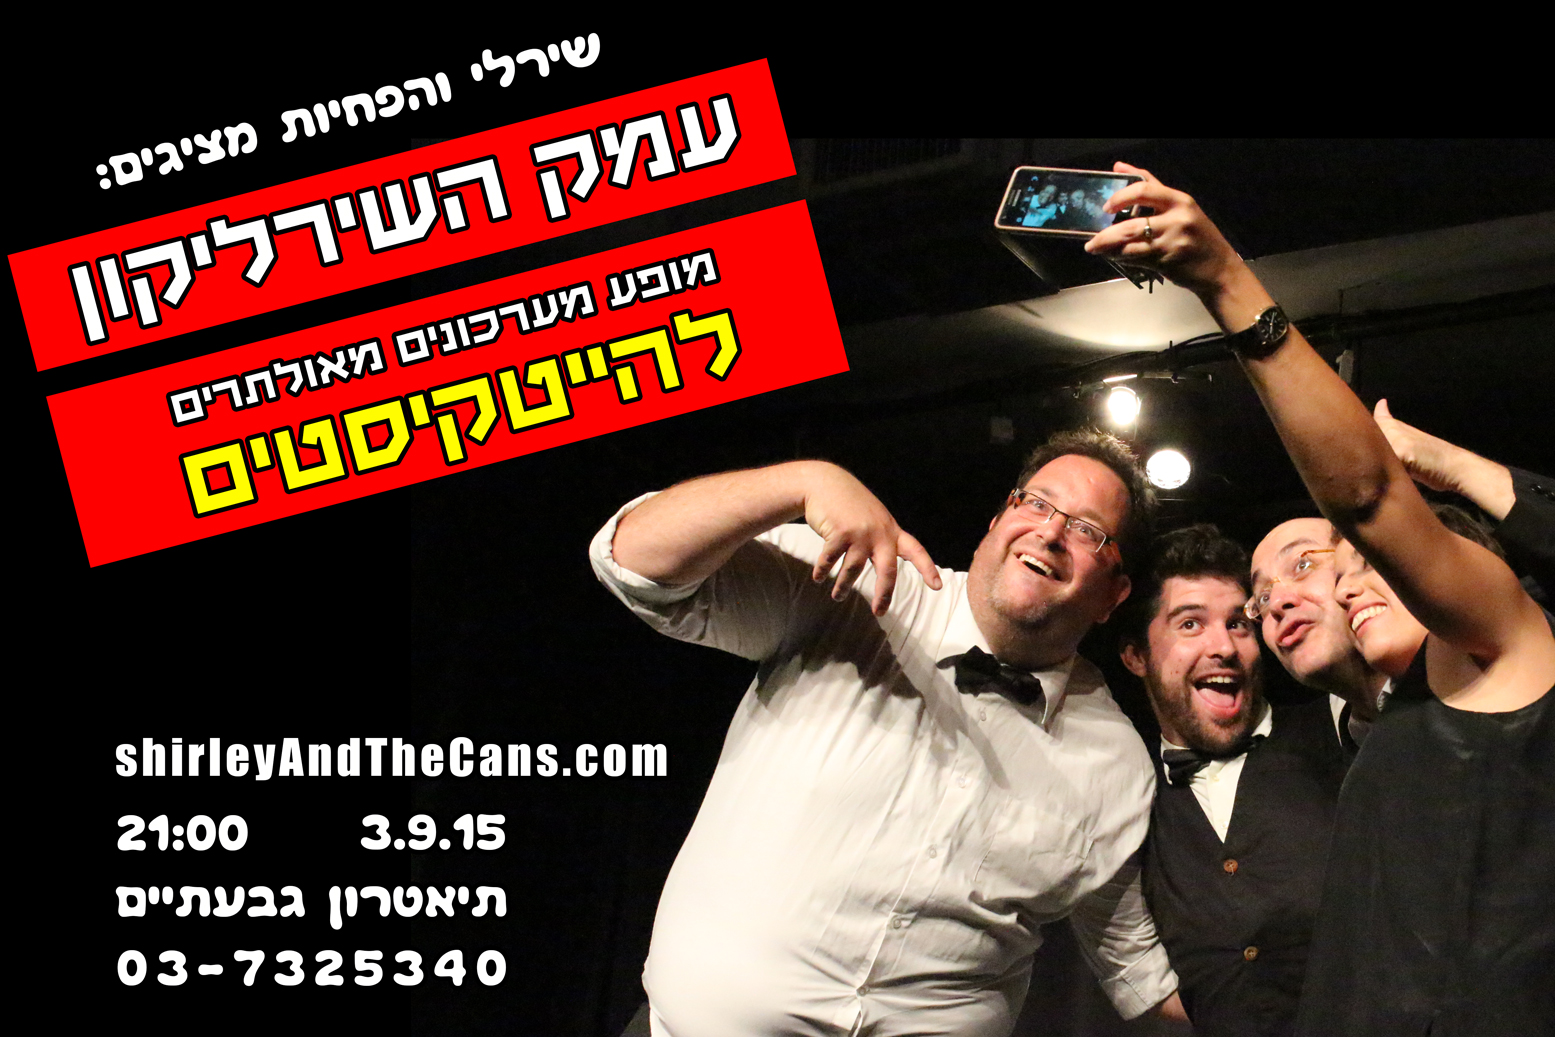 שירלי והפחיות מציגים:
עמק השירליקון
מופע מערכונים מאולתרים
להייטקיסטים
shirleyAndTheCans.com
3.9.15 21:00
תיאטרון גבעתיים
03-7325340